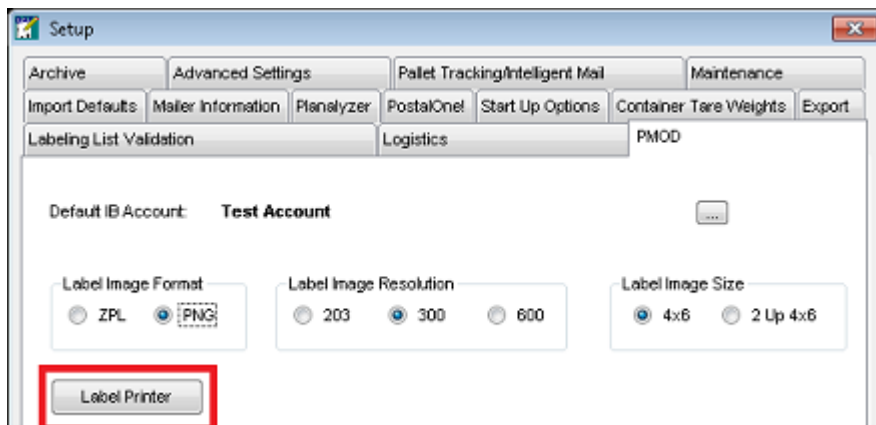 Setup
Archive Advanced Settings Pallet Tracking/Intelligent Mail Maintenance
Import Defaults Mailer Information Planalyzer PostalOne! Start Up Options Container Tare Weights Export
Labeling List Validation Logistics PMOD
Default IB Account: Test Account ...
Label Image Format Label Image Resolution Label Image Size
ZPL PNG 203 300 600 4x6 2 Up 4x6
Label Printer